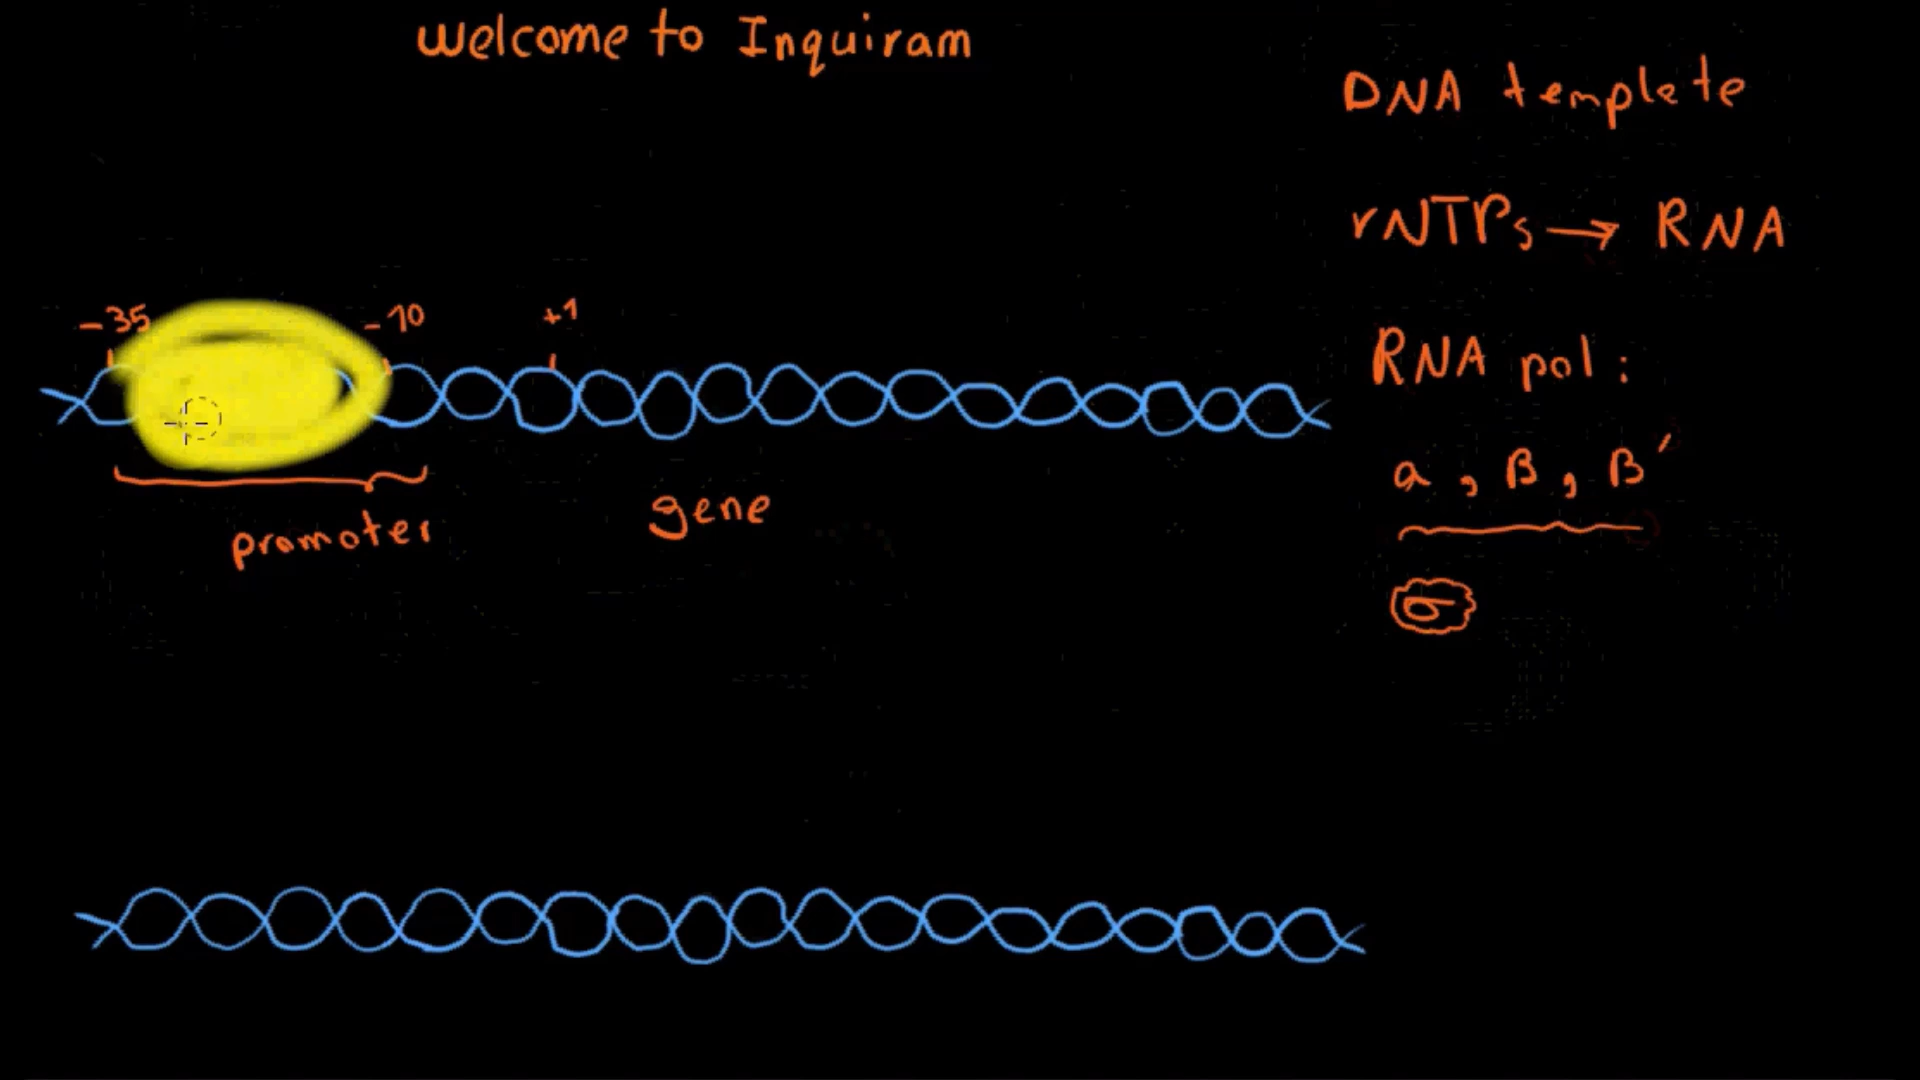 welcome to Inquiram
DNA templete
rNTPs → RNA
-35 -10 +1
RNA pol :
a , B , B'
promoter
gene
σ